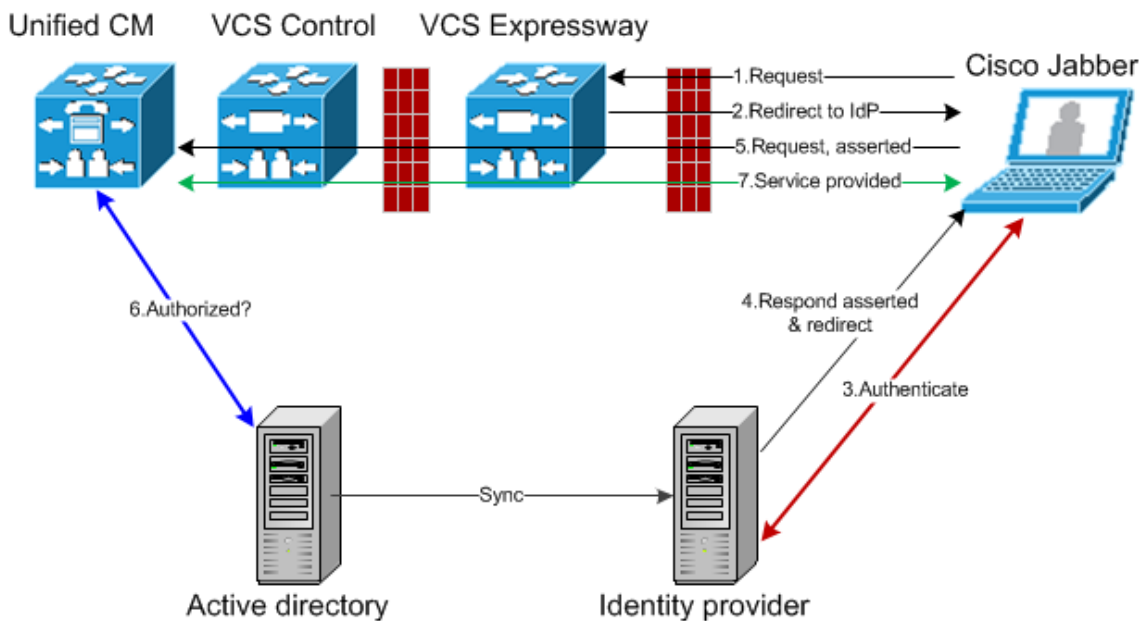 Unified CM
VCS Control
VCS Expressway
Cisco Jabber
1.Request
2.Redirect to IdP
5.Request, asserted
7.Service provided
6.Authorized?
4.Respond asserted
& redirect
3.Authenticate
Sync
Active directory
Identity provider